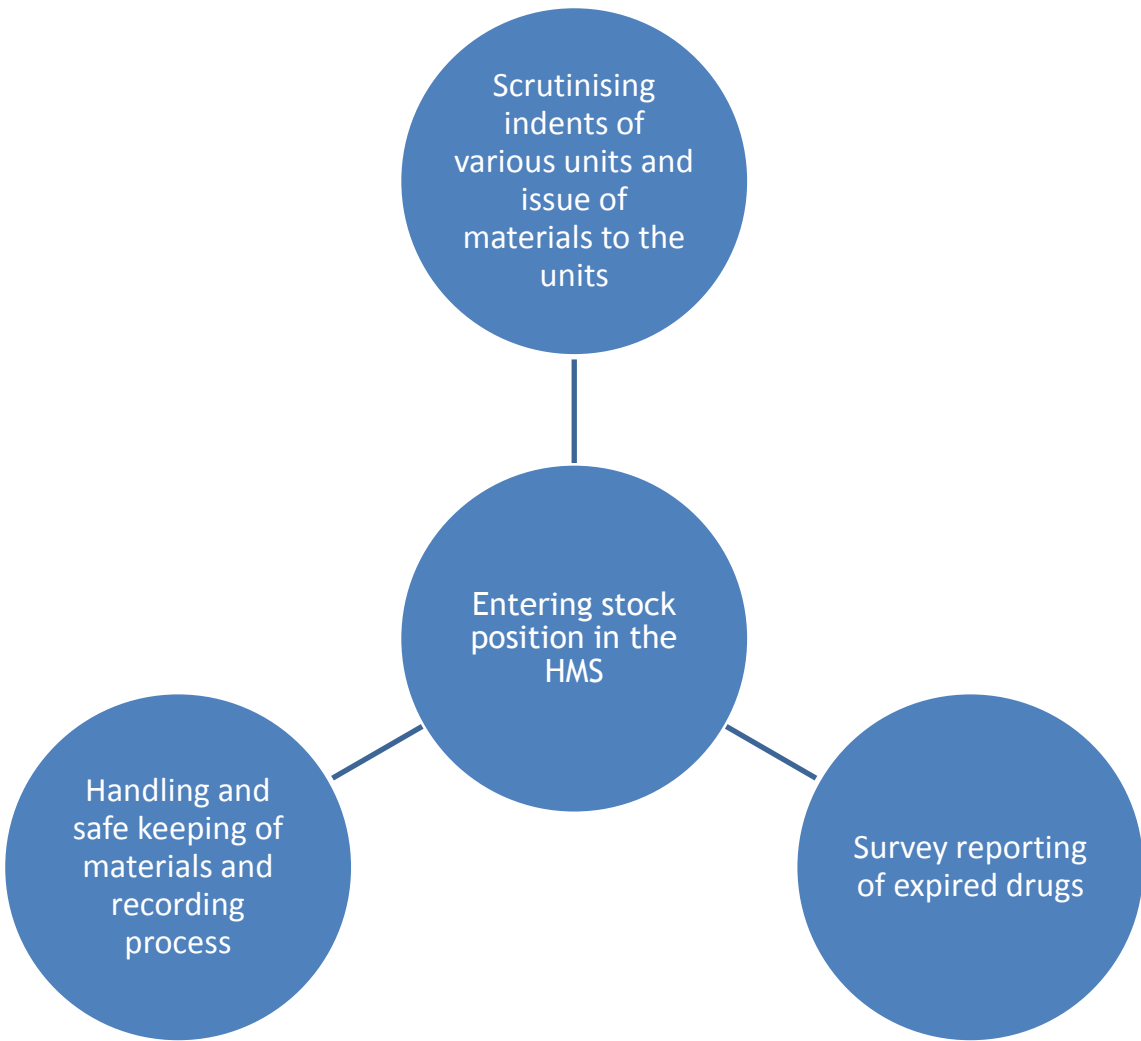 Scrutinising
indents of
various units and
issue of
materials to the
units
Entering stock
position in the
HMS
Handling and
safe keeping of
materials and
recording
process
Survey reporting
of expired drugs